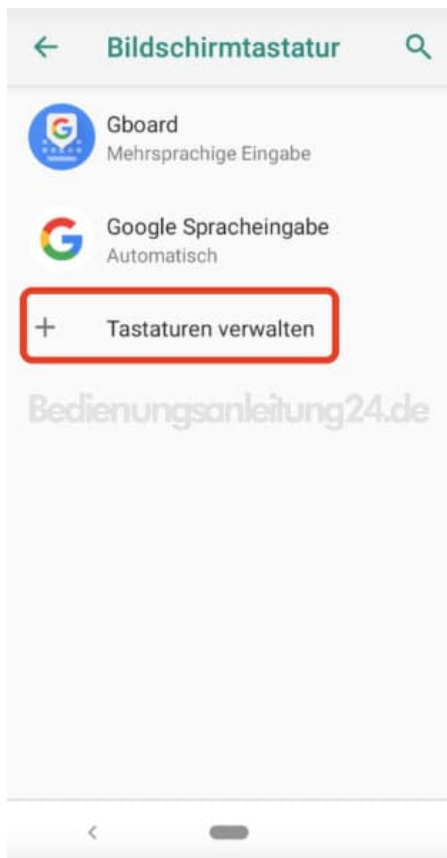 Bildschirmtastatur
Gboard
Mehrsprachige Eingabe
Google Spracheingabe
Automatisch
Tastaturen verwalten
Bedienungsanleitung24.de